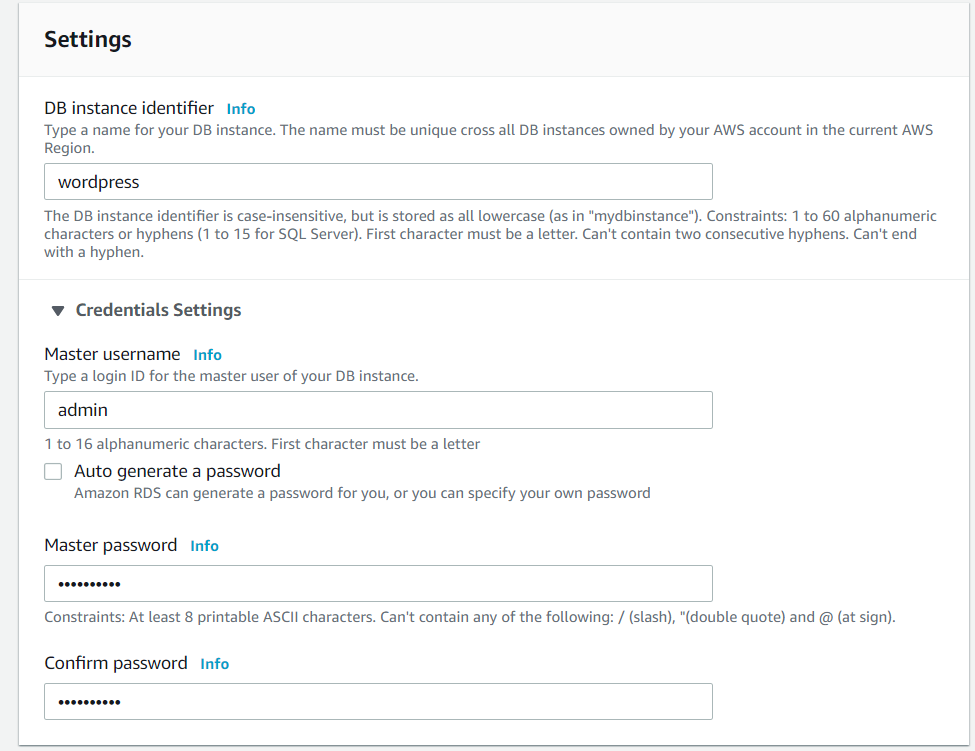 Settings
DB instance identifier Info
Type a name for your DB instance. The name must be unique cross all DB instances owned by your AWS account in the current AWS
Region.
wordpress
The DB instance identifier is case-insensitive, but is stored as all lowercase (as in "mydbinstance"). Constraints: 1 to 60 alphanumeric
characters or hyphens (1 to 15 for SQL Server). First character must be a letter. Can't contain two consecutive hyphens. Can't end
with a hyphen.
Credentials Settings
Master username Info
Type a login ID for the master user of your DB instance.
admin
1 to 16 alphanumeric characters. First character must be a letter
Auto generate a password
Amazon RDS can generate a password for you, or you can specify your own password
Master password Info
••••••••••
Constraints: At least 8 printable ASCII characters. Can't contain any of the following: / (slash), "(double quote) and @ (at sign).
Confirm password Info
••••••••••